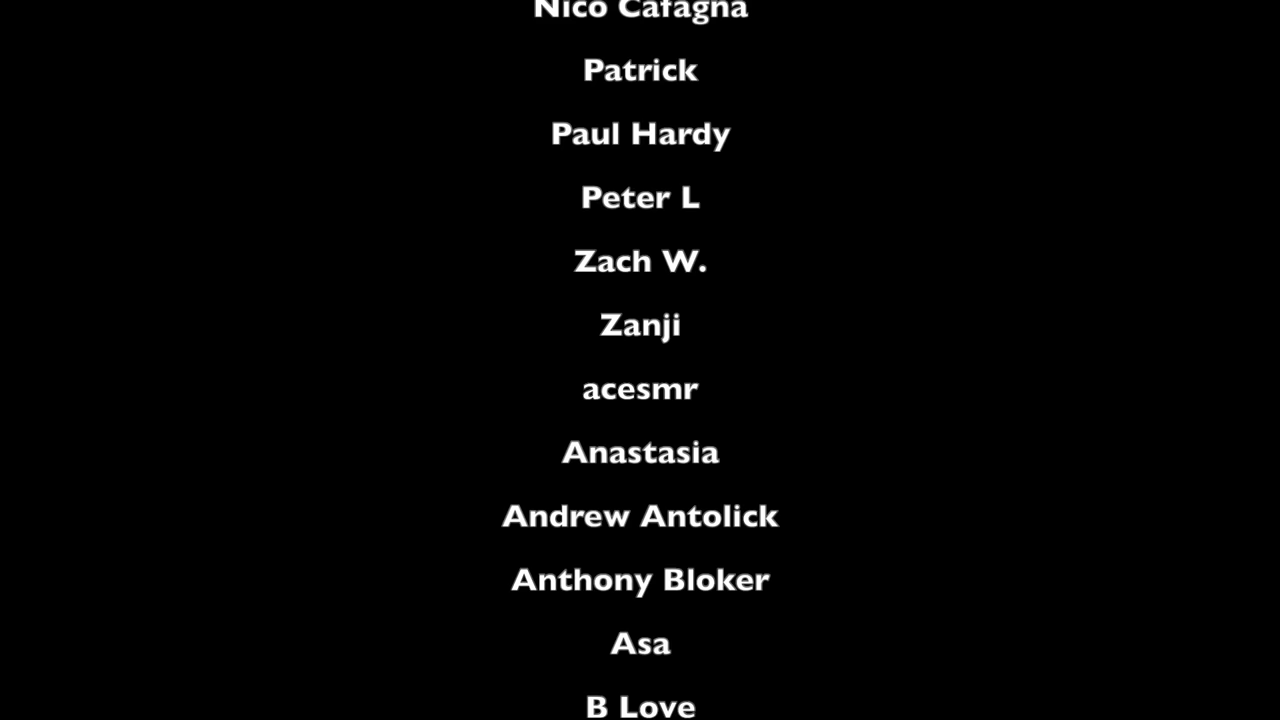 Nico Cafagna
Patrick
Paul Hardy
Peter L
Zach W.
Zanji
acesmr
Anastasia
Andrew Antolick
Anthony Bloker
Asa
B Love